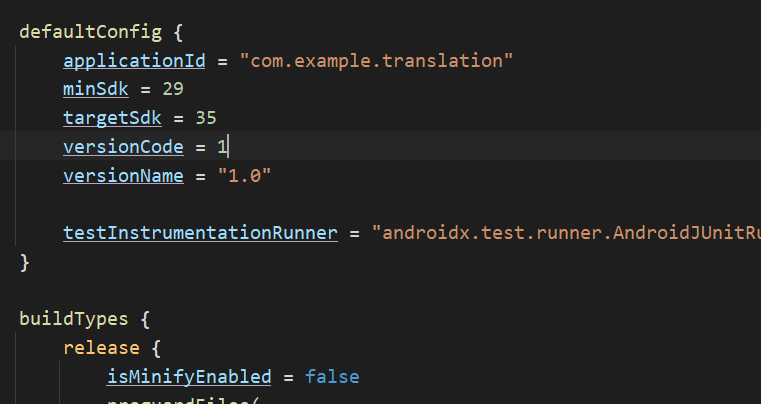 defaultConfig {
applicationId = "com.example.translation"
minSdk = 29
targetSdk = 35
versionCode = 1
versionName = "1.0"
testInstrumentationRunner = "androidx.test.runner.AndroidJUnitRu
}
buildTypes {
release {
isMinifyEnabled = false
proguardFiles(